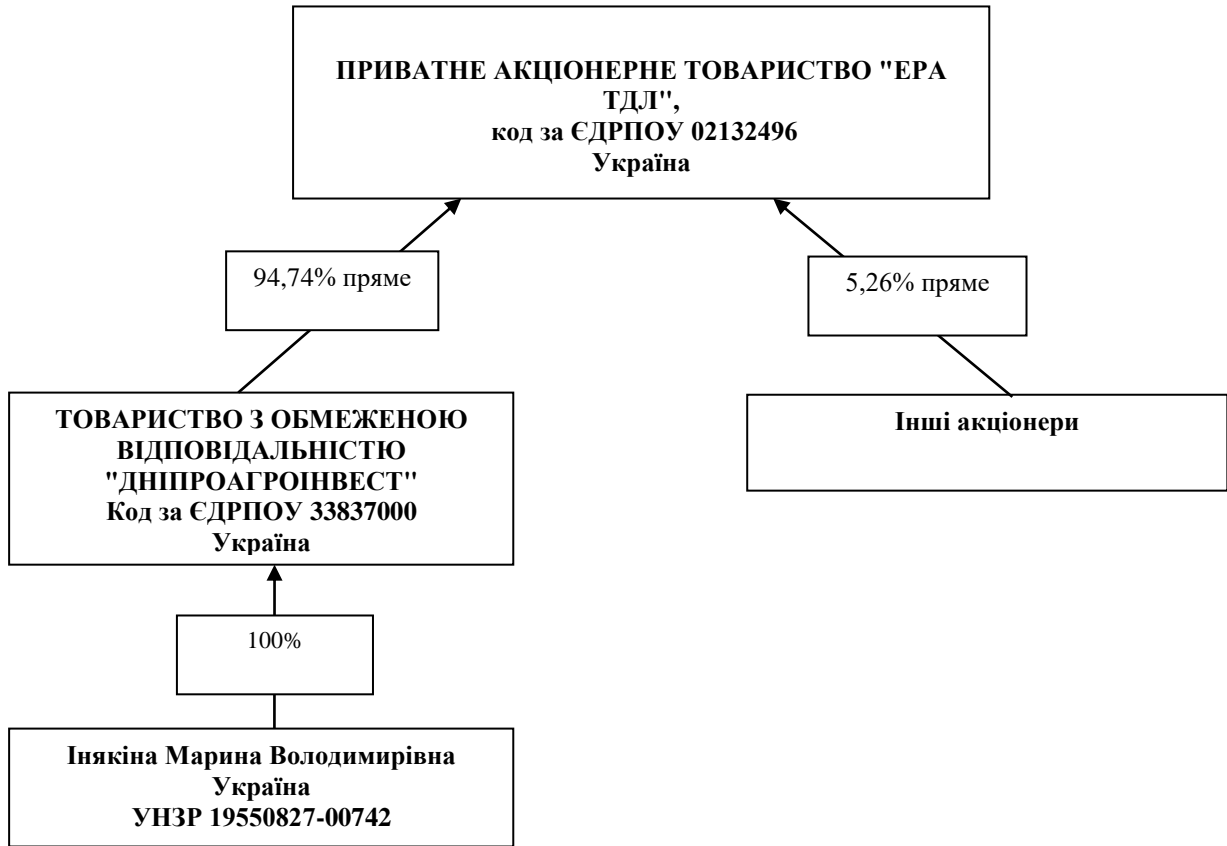 ПРИВАТНЕ АКЦІОНЕРНЕ ТОВАРИСТВО "ЕРА
ТДЛ",
код за ЄДРПОУ 02132496
Україна
94,74% пряме
5,26% пряме
ТОВАРИСТВО З ОБМЕЖЕНОЮ
ВІДПОВІДАЛЬНІСТЮ
"ДНІПРОАГРОІНВЕСТ"
Код за ЄДРПОУ 33837000
Україна
Інші акціонери
100%
Інякіна Марина Володимирівна
Україна
УНЗР 19550827-00742